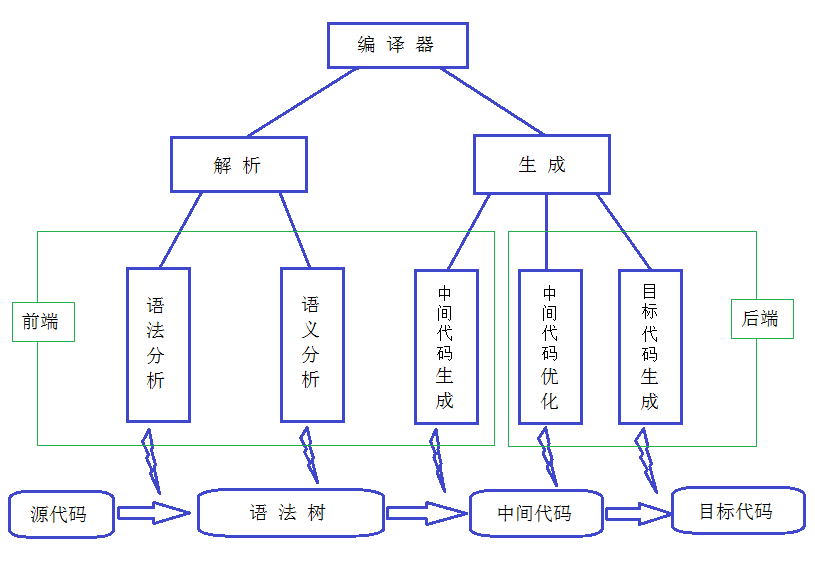 编译器
解析
生成
前端
语法分析
语义分析
中间代码生成
中间代码优化
目标代码生成
后端
源代码
语法树
中间代码
目标代码